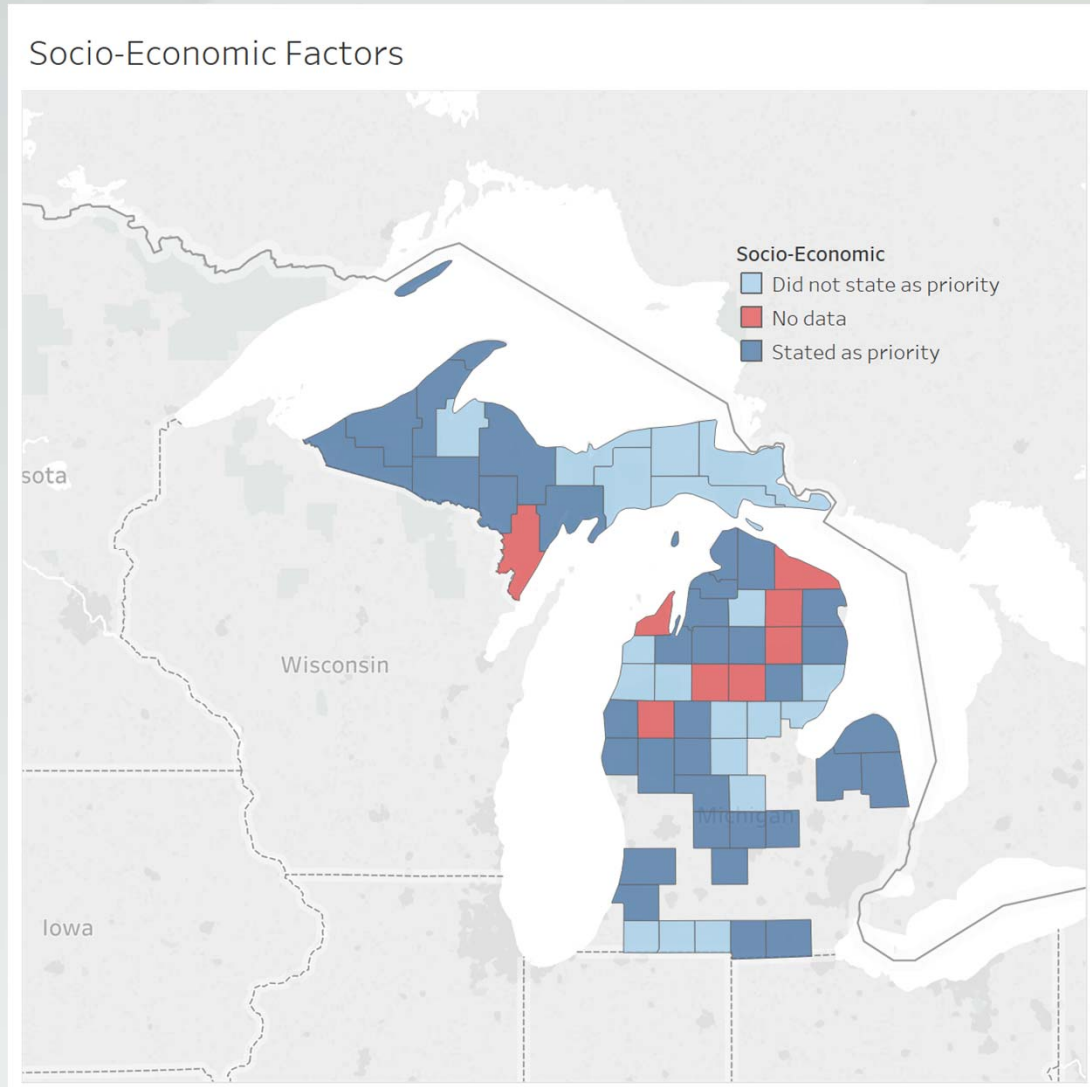 Socio-Economic Factors
Socio-Economic
Did not state as priority
No data
Stated as priority
sota
Wisconsin
Michigan
Iowa